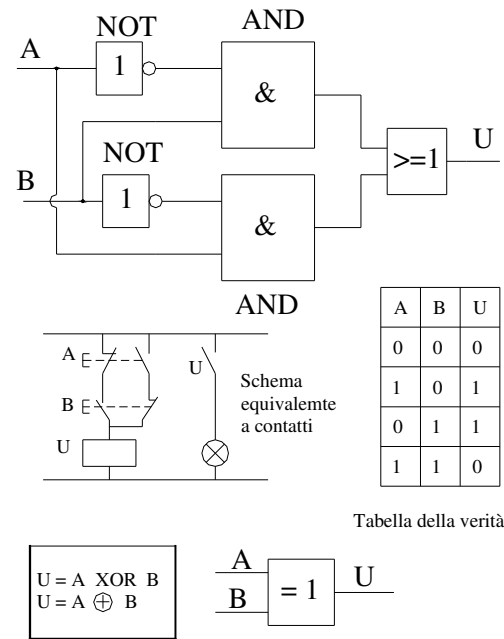 NOT
AND
A
1
&
U
>=1
NOT
B
1
&
AND
A
B
U
U
Schema
equivalemte
a contatti
A B U
0 0 0
1 0 1
0 1 1
1 1 0
Tabella della verità
U = A XOR B
U = A ⊕ B
A
B
= 1
U